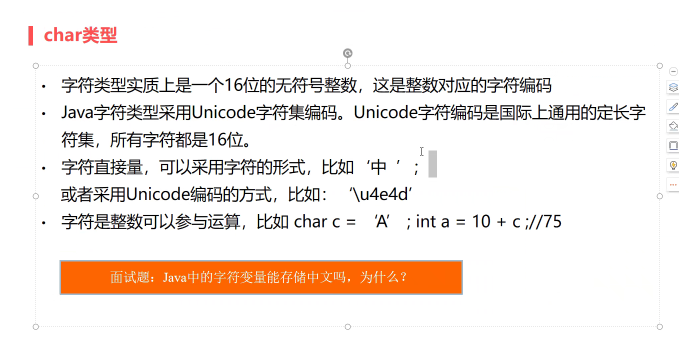 char类型
• 字符类型实质上是一个16位的无符号整数，这是整数对应的字符编码
• Java字符类型采用Unicode字符集编码。Unicode字符编码是国际上通用的定长字
符集，所有字符都是16位。
• 字符直接量，可以采用字符的形式，比如‘中 ’;
或者采用Unicode编码的方式，比如：‘\u4e4d’
• 字符是整数可以参与运算，比如 char c = ‘A’ ; int a = 10 + c ;//75
面试题：Java中的字符变量能存储中文吗，为什么？